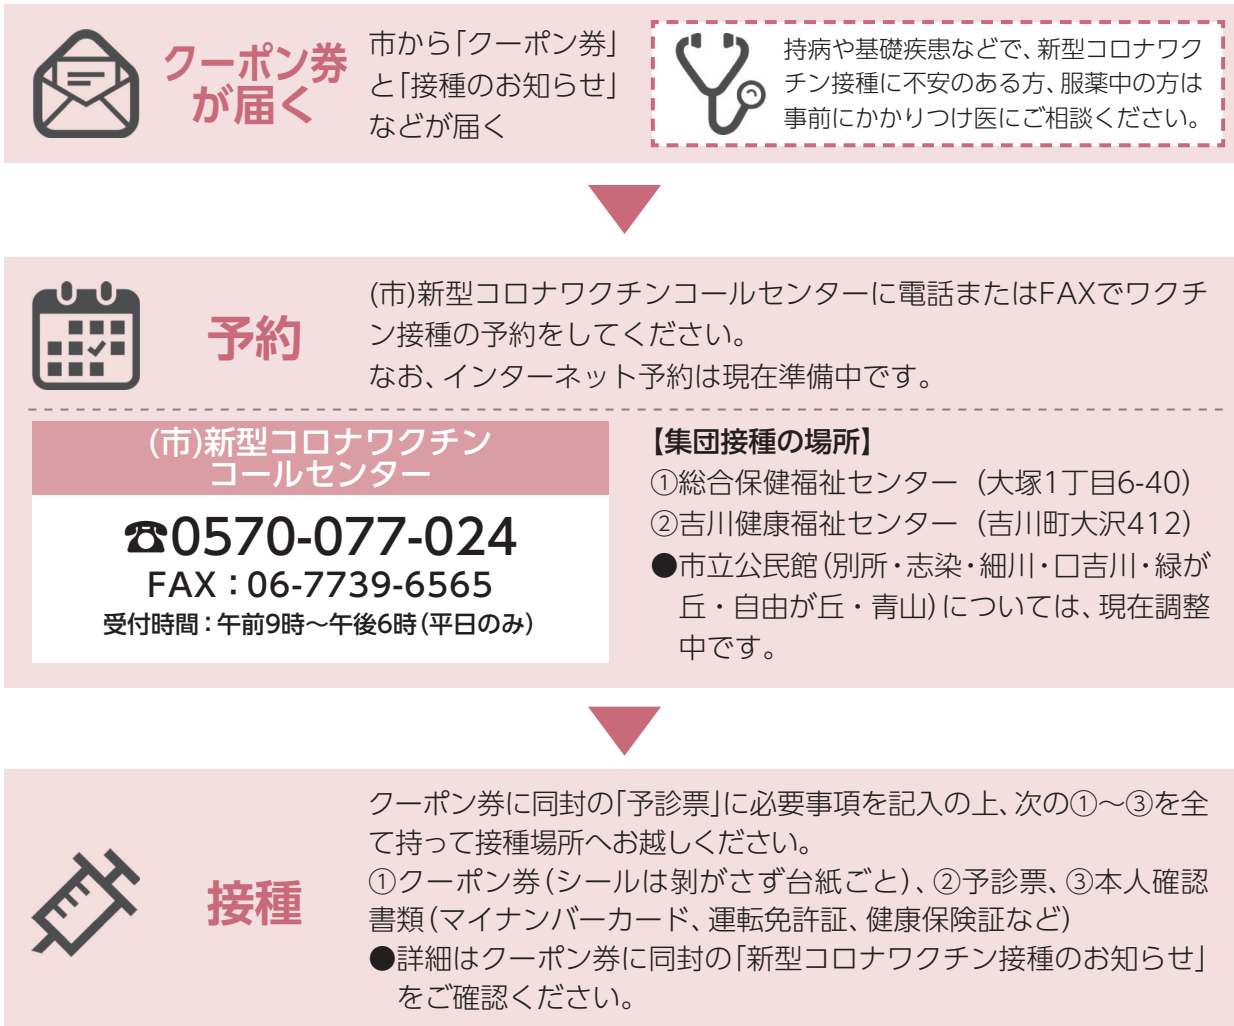 クーポン券
が届く
市から「クーポン券」
と「接種のお知らせ」
などが届く
持病や基礎疾患などで、新型コロナワク
チン接種に不安のある方、服薬中の方は
事前にかかりつけ医にご相談ください。
予約
(市)新型コロナワクチンコールセンターに電話またはFAXでワクチ
ン接種の予約をしてください。
なお、インターネット予約は現在準備中です。
(市)新型コロナワクチン
コールセンター
☎0570-077-024
FAX:06-7739-6565
受付時間:午前9時~午後6時(平日のみ)
【集団接種の場所】
①総合保健福祉センター (大塚1丁目6-40)
②吉川健康福祉センター (吉川町大沢412)
●市立公民館(別所・志染・細川・口吉川・緑が
丘・自由が丘・青山)については、現在調整
中です。
接種
クーポン券に同封の「予診票」に必要事項を記入の上、次の①~③を全
て持って接種場所へお越しください。
①クーポン券(シールは剝がさず台紙ごと)、②予診票、③本人確認
書類(マイナンバーカード、運転免許証、健康保険証など)
●詳細はクーポン券に同封の「新型コロナワクチン接種のお知らせ」
をご確認ください。